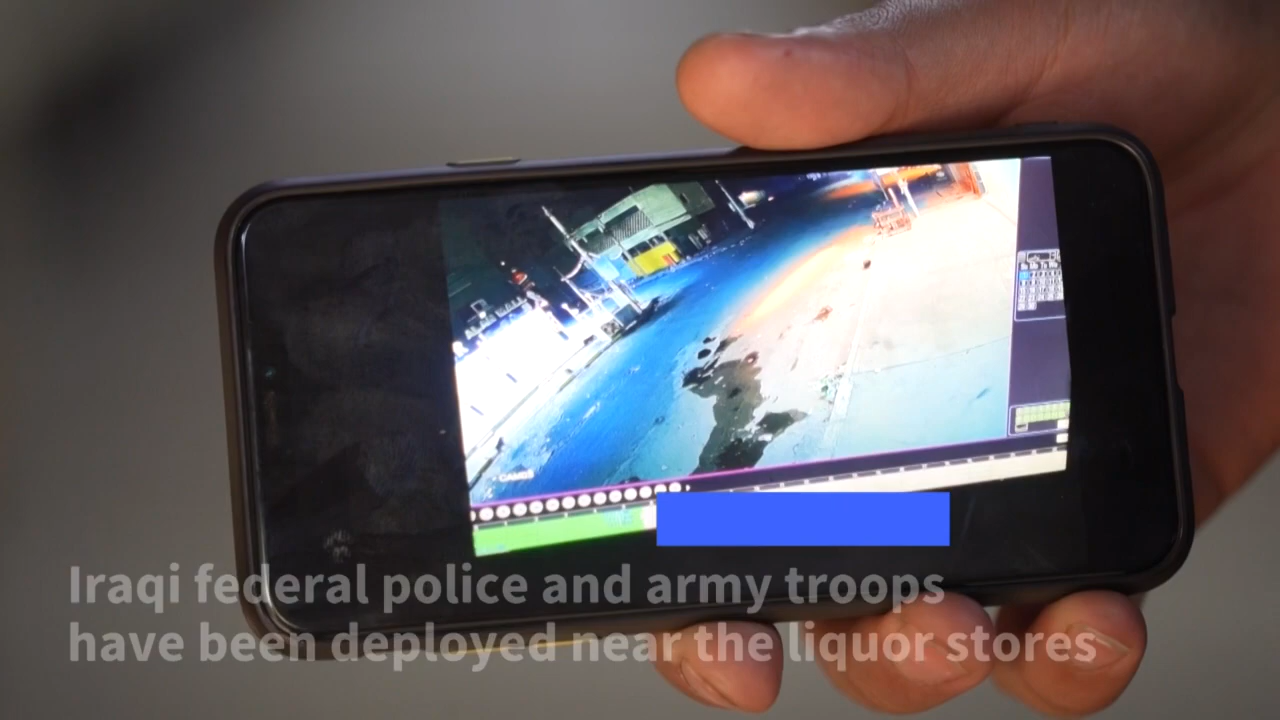 Iraqi federal police and army troops
have been deployed near the liquor stores